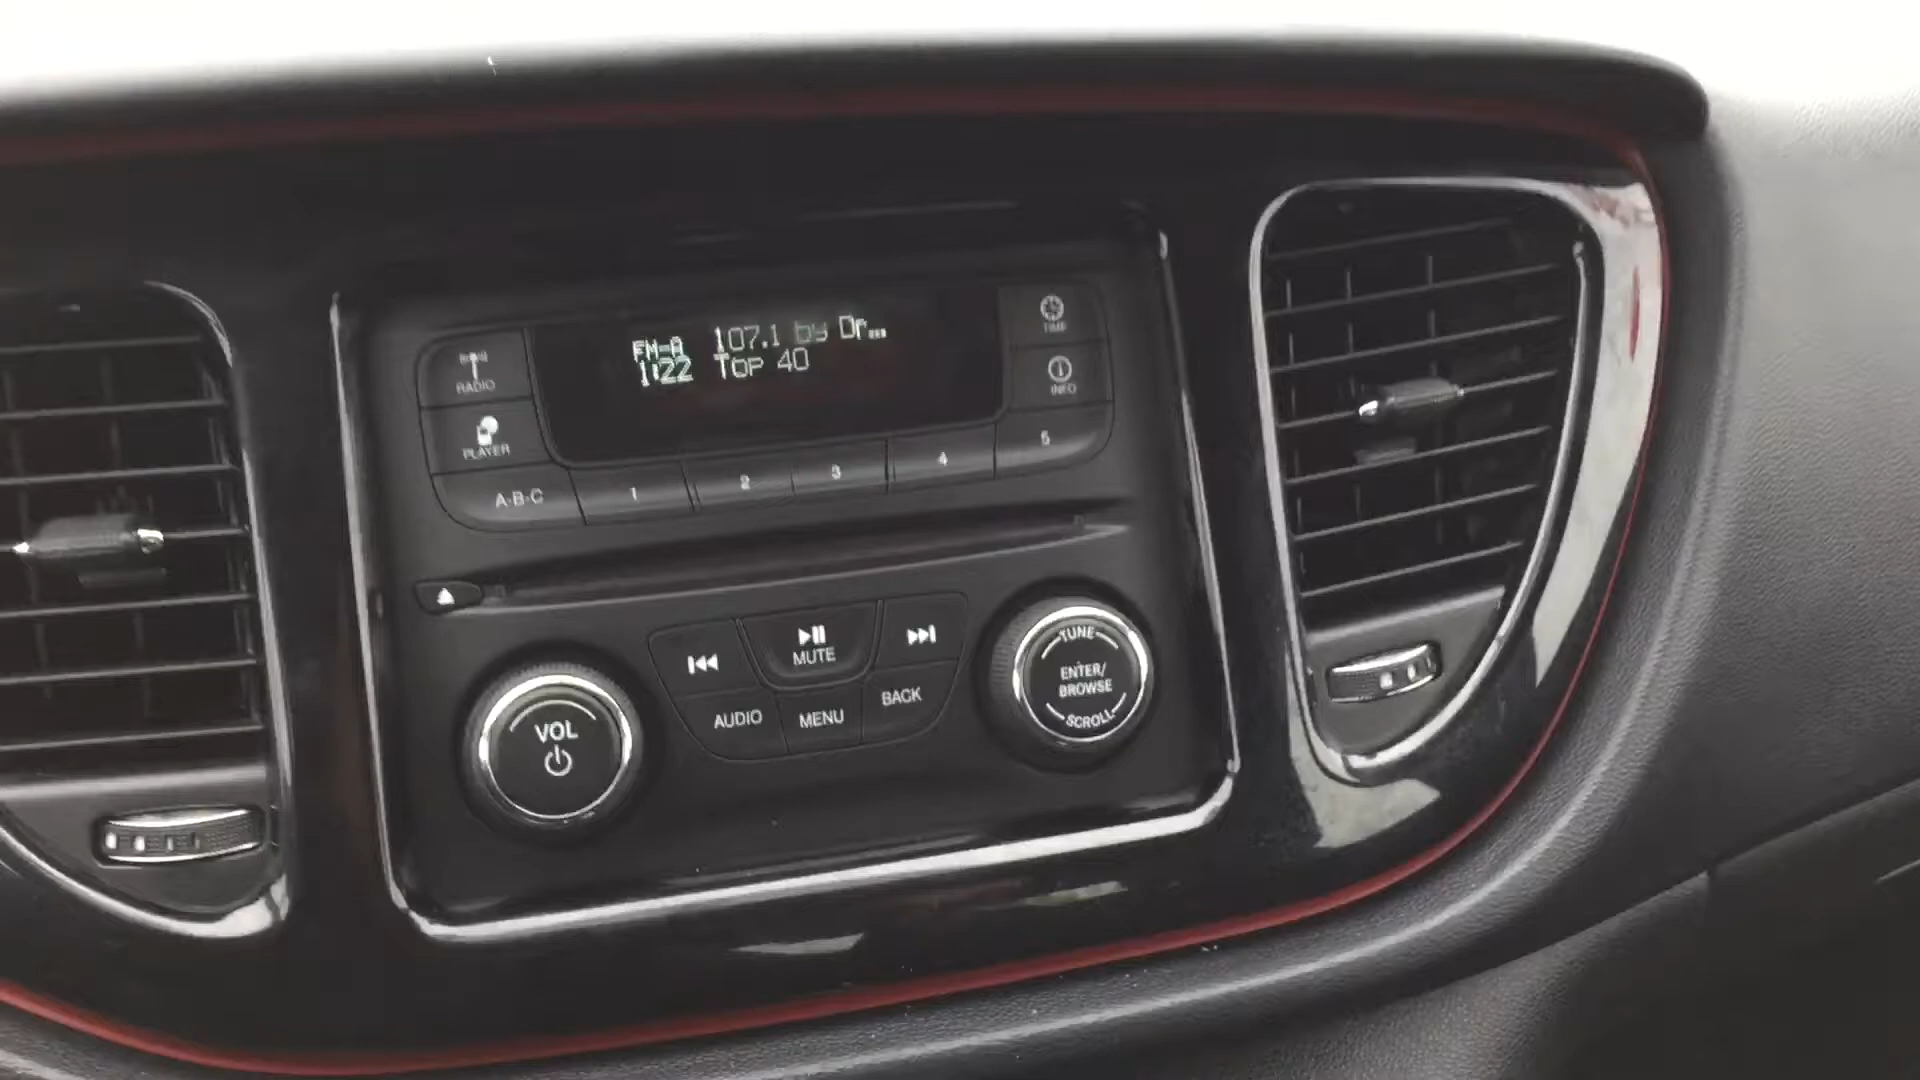 FM-A 107.1 by Dr...
1:22 Top 40
TIME
RADIO
INFO
PLAYER
A-B-C 1 2 3 4 5
MUTE
TUNE
ENTER/
BROWSE
SCROLL
VOL
AUDIO MENU BACK